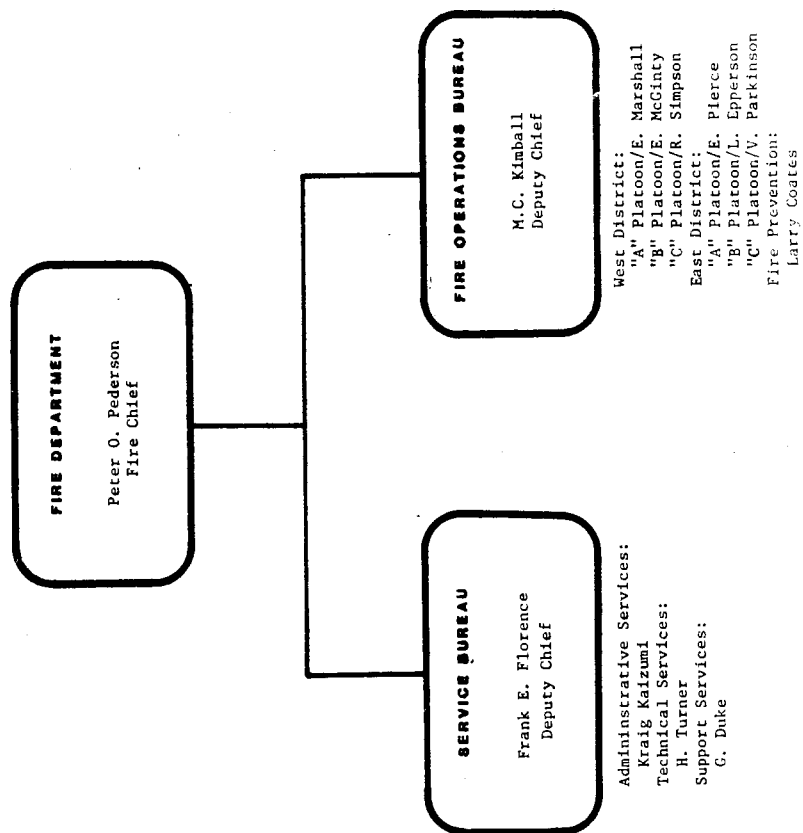 FIRE DEPARTMENT
Peter O. Pederson
Fire Chief
SERVICE BUREAU
Frank E. Florence
Deputy Chief
Admininstrative Services:
Kraig Kaizumi
Technical Services:
H. Turner
Support Services:
G. Duke
FIRE OPERATIONS BUREAU
M.C. Kimball
Deputy Chief
West District:
"A" Platoon/E. Marshall
"B" Platoon/E. McGinty
"C" Platoon/R. Simpson
East District:
"A" Platoon/E. Pierce
"B" Platoon/L. Epperson
"C" Platoon/V. Parkinson
Fire Prevention:
Larry Coates